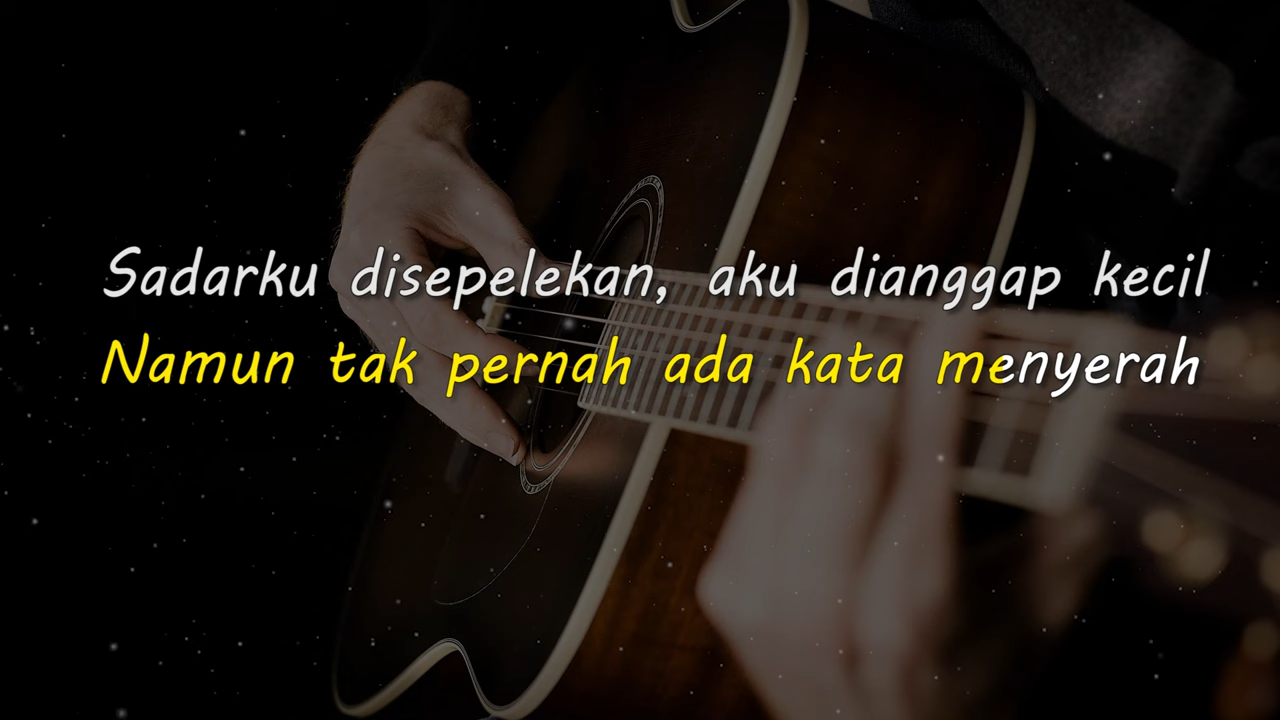 Sadarku disepelekan, aku dianggap kecil
Namun tak pernah ada kata menyerah